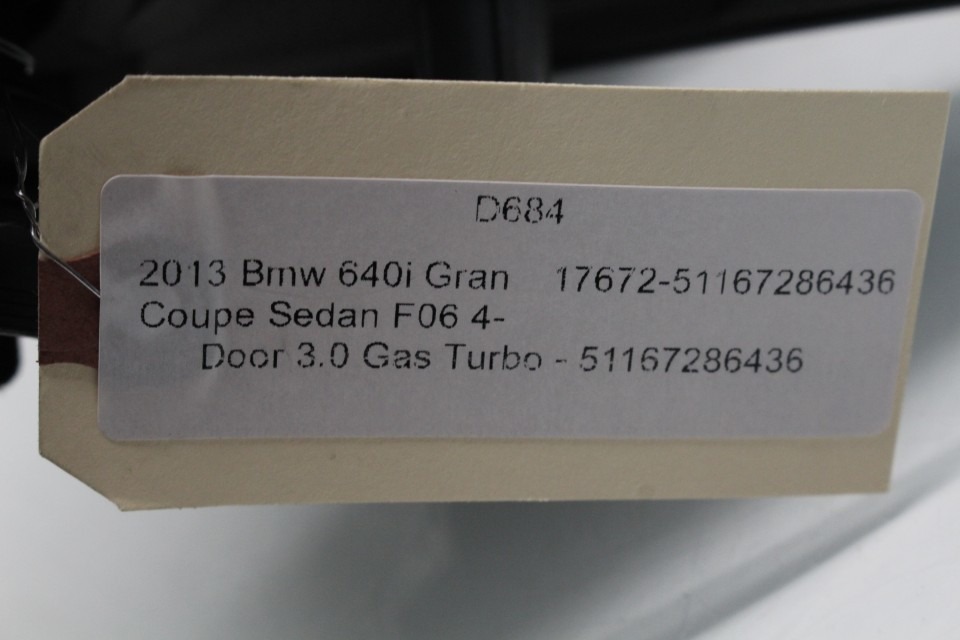 D684
2013 Bmw 640i Gran 17672-51167286436
Coupe Sedan F06 4-
Door 3.0 Gas Turbo - 51167286436